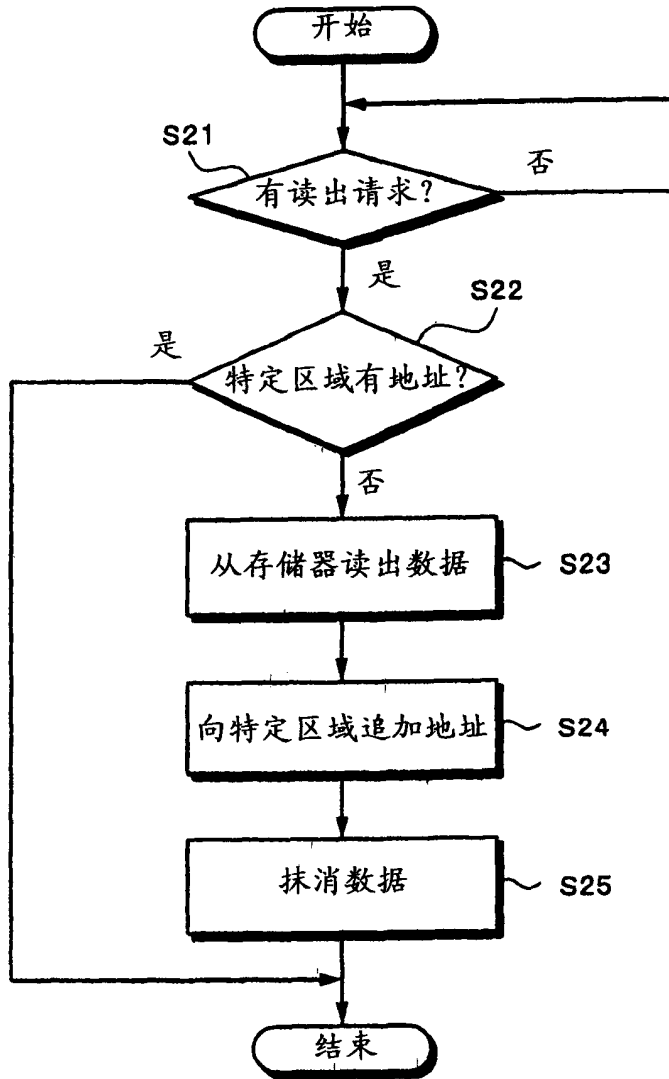 开始
S21
有读出请求?
否
是
S22
是
特定区域有地址?
否
从存储器读出数据
S23
向特定区域追加地址
S24
抹消数据
S25
结束